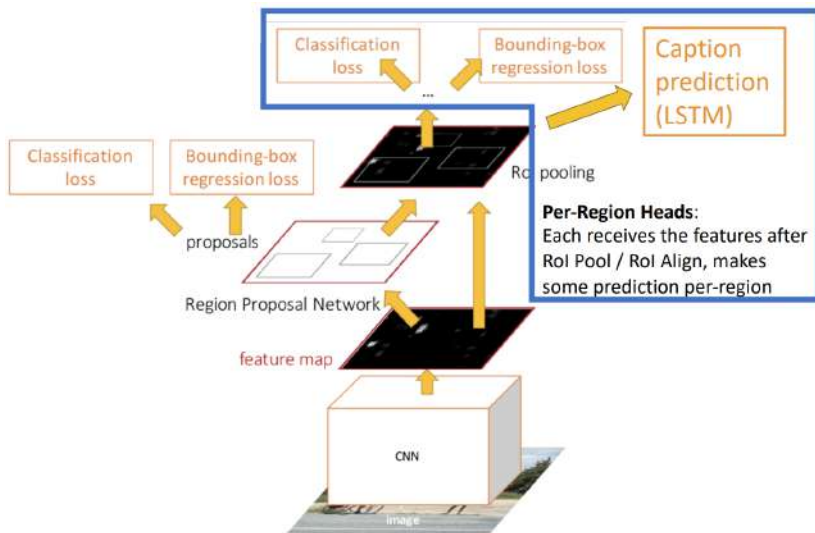 Classification
loss
Bounding-box
regression loss
Caption
prediction
(LSTM)
...
Classification
loss
Bounding-box
regression loss
RoI pooling
proposals
Per-Region Heads:
Each receives the features after
RoI Pool / RoI Align, makes
some prediction per-region
Region Proposal Network
feature map
CNN
image